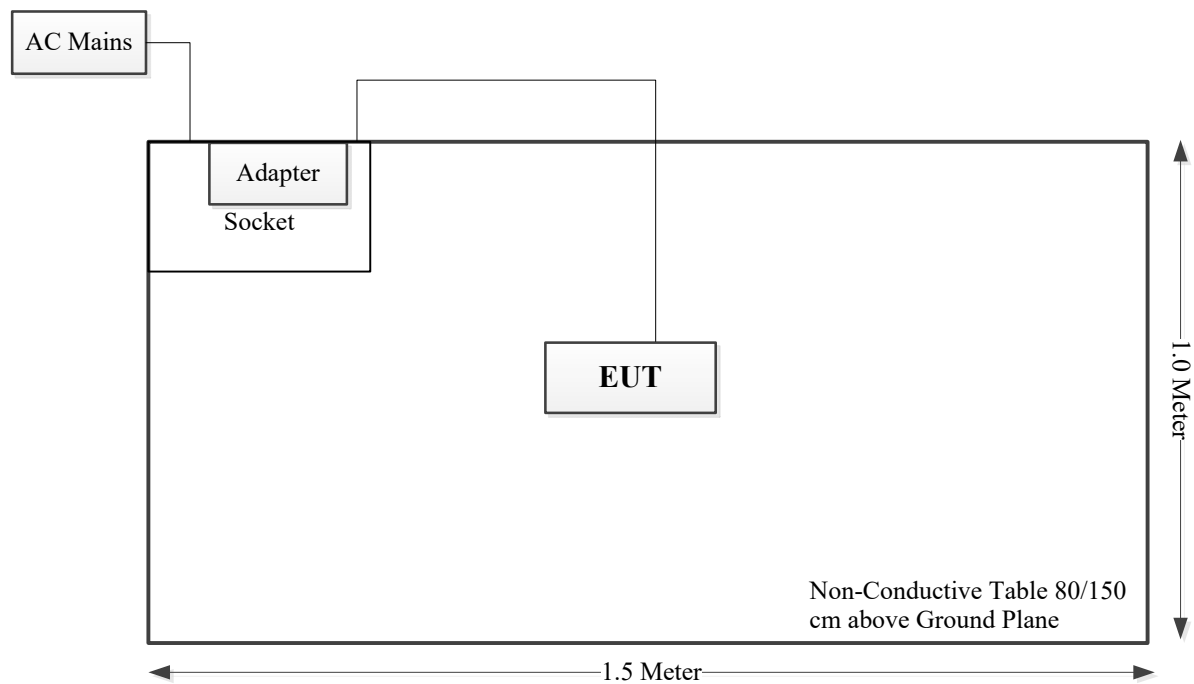 AC Mains
Adapter
Socket
EUT
1.0 Meter
Non-Conductive Table 80/150
cm above Ground Plane
1.5 Meter